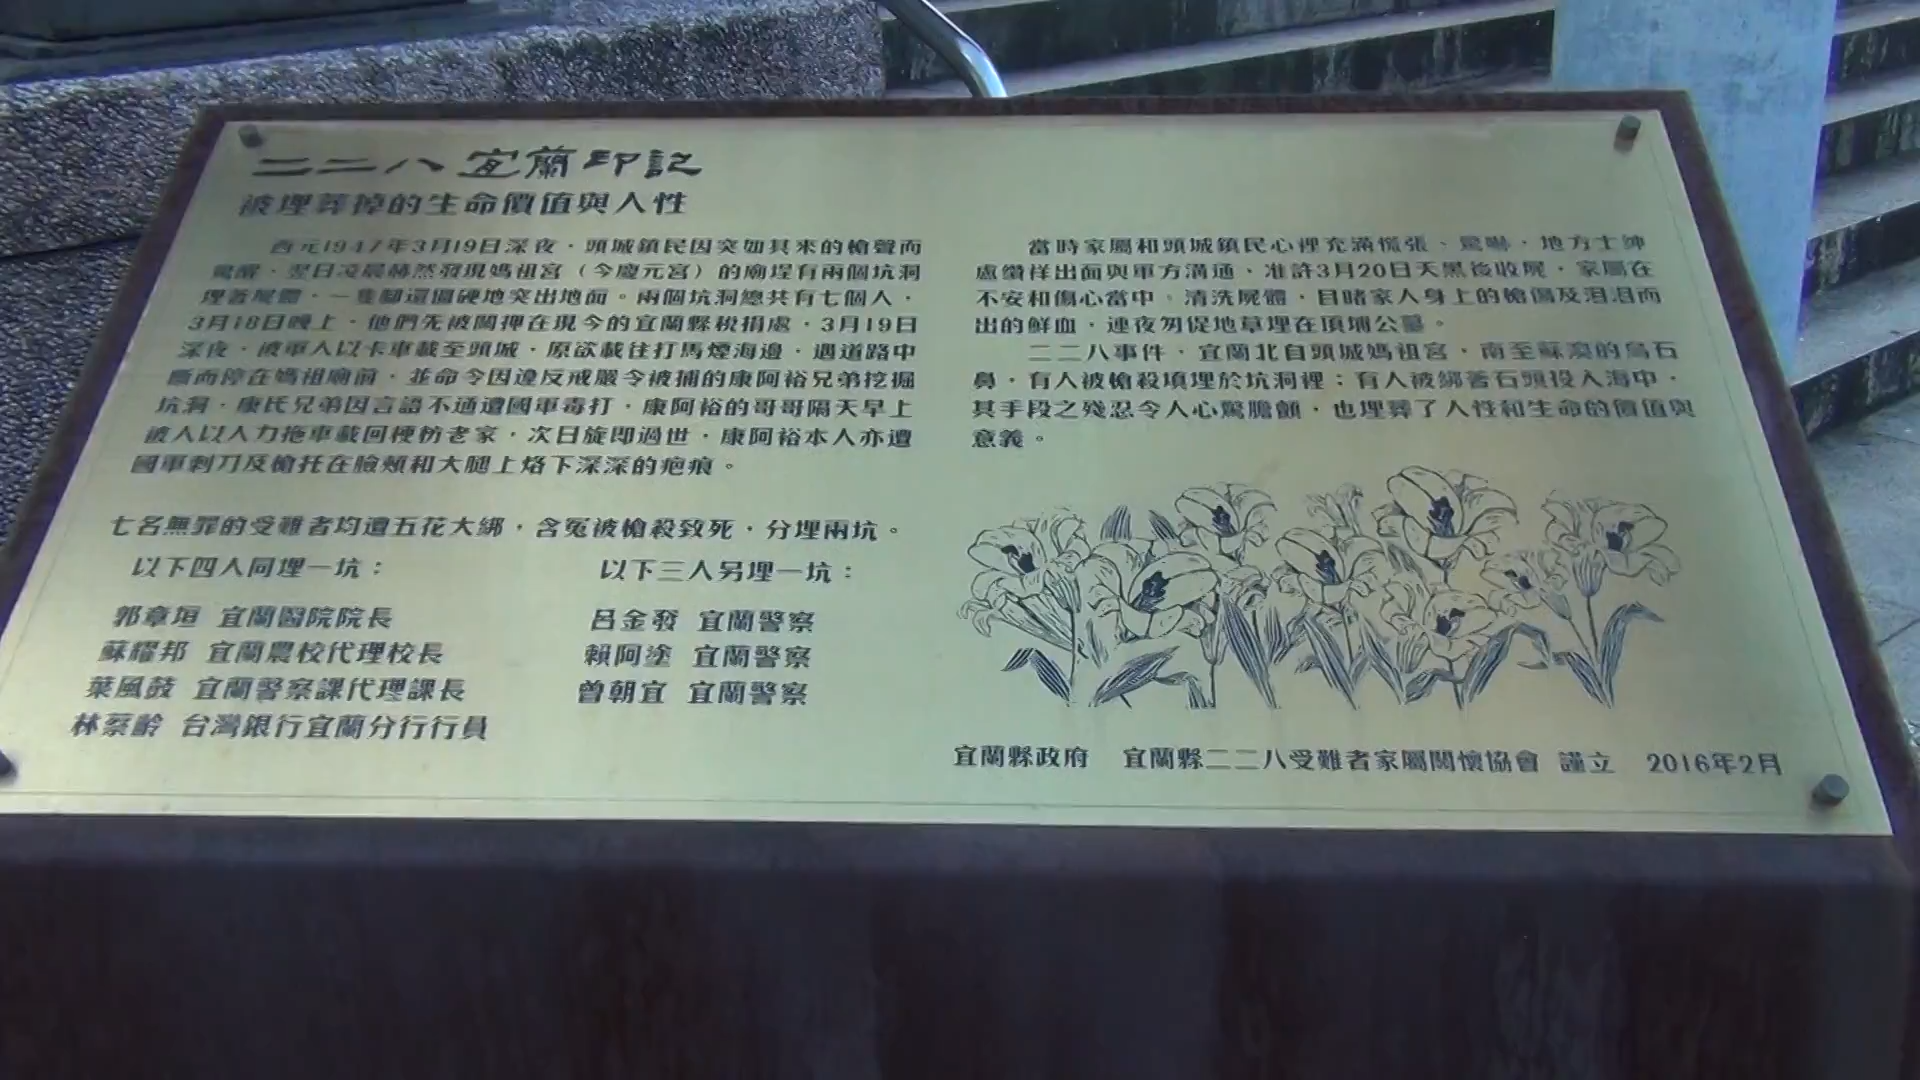 二二八宜蘭印記
被埋葬掉的生命價值與人性
西元1947年3月19日深夜，頭城鎮民因突如其來的槍聲而
驚醒，翌日凌晨赫然發現媽祖宮（今慶元宮）的廟埕有兩個坑洞
埋著屍體，一隻腳還僵硬地突出地面。兩個坑洞總共有七個人，
3月18日晚上，他們先被關押在現今的宜蘭縣稅捐處，3月19日
深夜，被軍人以卡車載至頭城，原欲載往打馬煙海邊，遇道路中
斷而停在媽祖廟前，並命令因違反戒嚴令被捕的康阿裕兄弟挖掘
坑洞，康氏兄弟因言語不通遭國軍毒打，康阿裕的哥哥隔天早上
被人以人力拖車載回梗枋老家，次日旋即過世，康阿裕本人亦遭
國軍刺刀及槍托在臉頰和大腿上烙下深深的疤痕。
七名無罪的受難者均遭五花大綁，含冤被槍殺致死，分埋兩坑。
以下四人同埋一坑：
郭章垣 宜蘭醫院院長
蘇耀邦 宜蘭農校代理校長
葉風鼓 宜蘭警察課代理課長
林蔡齡 台灣銀行宜蘭分行行員
以下三人另埋一坑：
呂金發 宜蘭警察
賴阿塗 宜蘭警察
曾朝宜 宜蘭警察
當時家屬和頭城鎮民心裡充滿慌張、驚嚇，地方士紳
盧纘祥出面與軍方溝通，准許3月20日天黑後收屍，家屬在
不安和傷心當中，清洗屍體，目睹家人身上的槍傷及汩汩而
出的鮮血，連夜匆促地草埋在頂埔公墓。
二二八事件，宜蘭北自頭城媽祖宮，南至蘇澳的烏石
鼻，有人被槍殺填埋於坑洞裡；有人被綁著石頭投入海中，
其手段之殘忍令人心驚膽顫，也埋葬了人性和生命的價值與
意義。
宜蘭縣政府 宜蘭縣二二八受難者家屬關懷協會 謹立 2016年2月